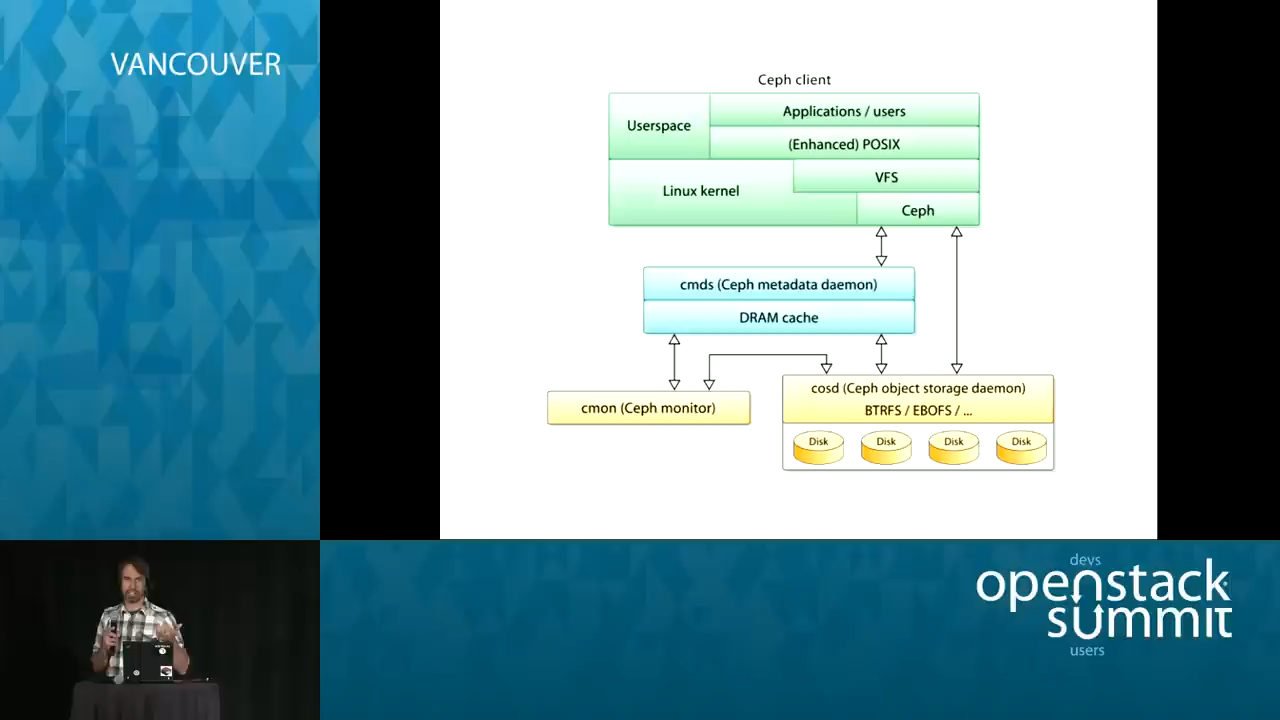 VANCOUVER
Ceph client
Userspace
Applications / users
(Enhanced) POSIX
Linux kernel
VFS
Ceph
cmds (Ceph metadata daemon)
DRAM cache
cmon (Ceph monitor)
cosd (Ceph object storage daemon)
BTRFS / EBOFS / ...
Disk
Disk
Disk
Disk
devs
openstack
summit
users